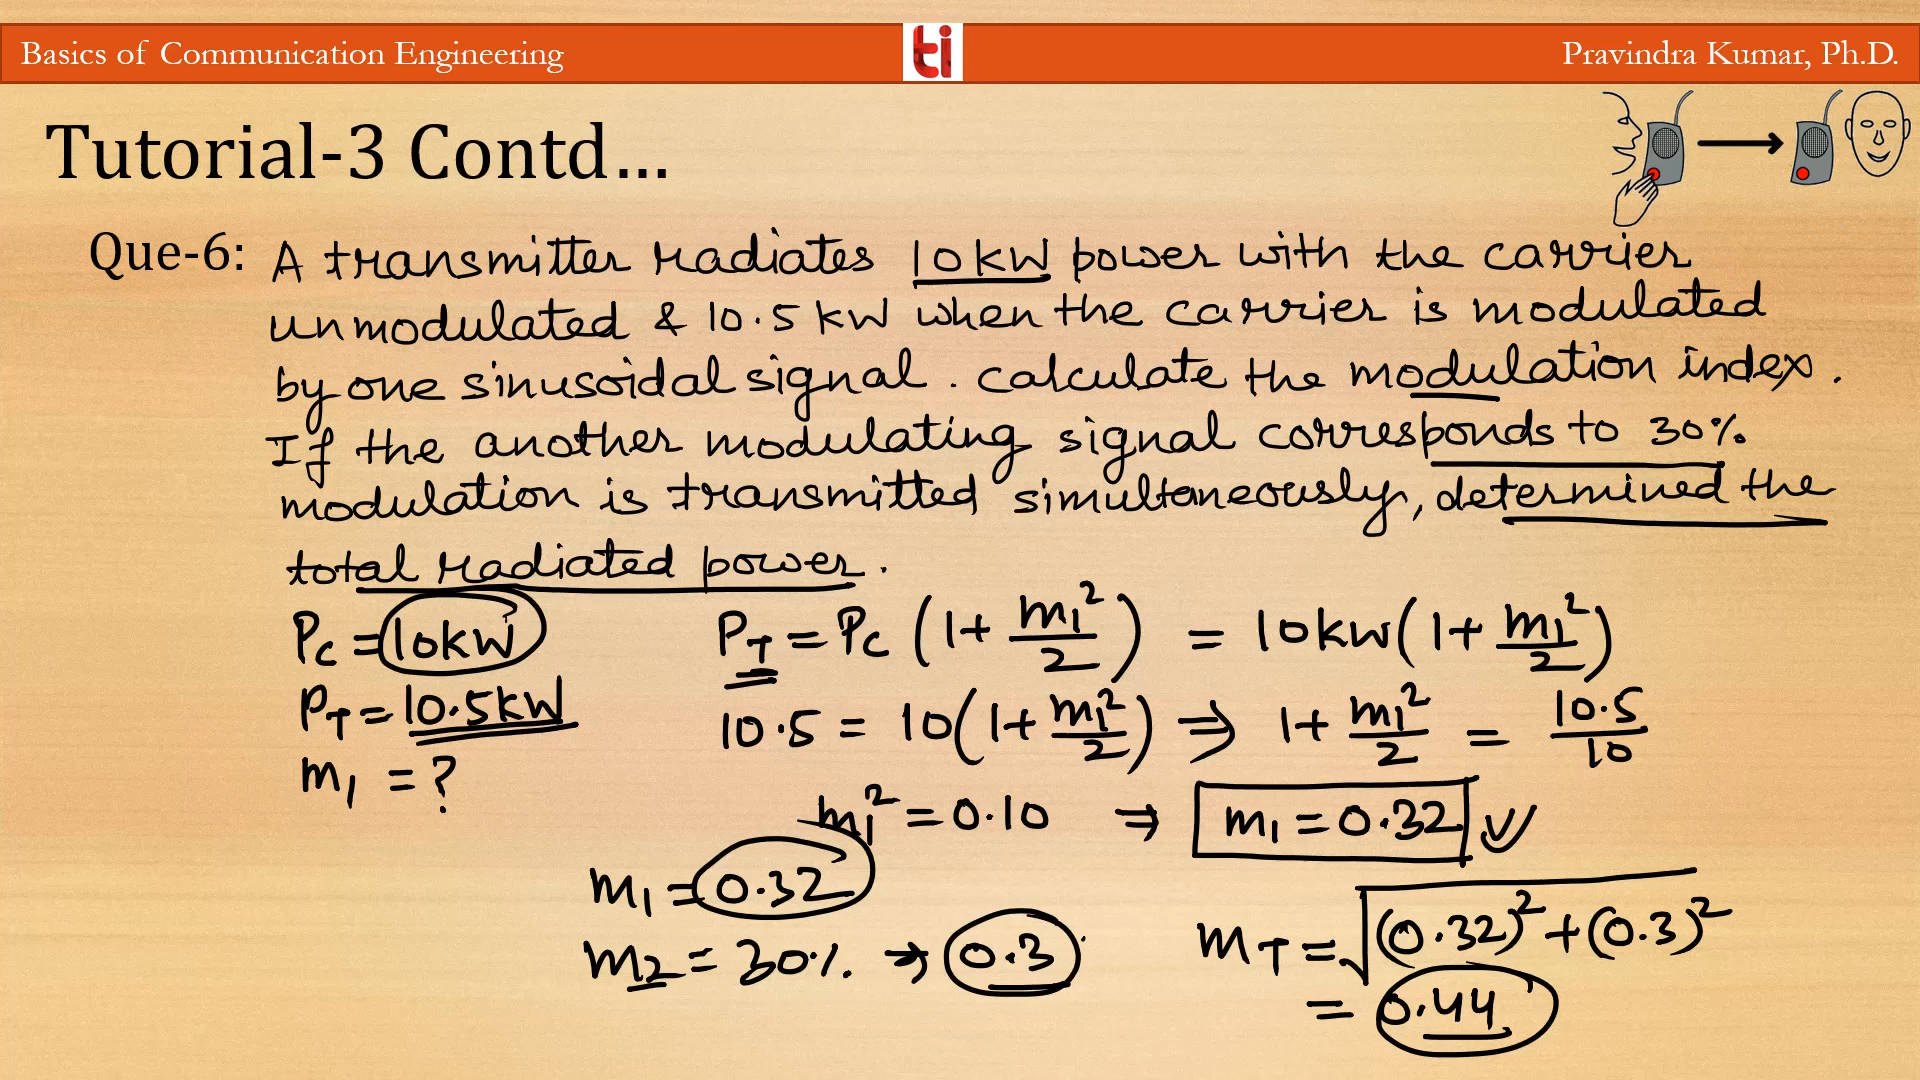 Basics of Communication Engineering
ti
Pravindra Kumar, Ph.D.
Tutorial-3 Contd…
Que-6: A transmitter radiates 10kW power with the carrier
unmodulated & 10.5 kW when the carrier is modulated
by one sinusoidal signal. calculate the modulation index.
If the another modulating signal corresponds to 30%
modulation is transmitted simultaneously, determined the
total radiated power.
Pc = 10kW
P_T = Pc (1+ m₁²/2) = 10kW (1+ m₁²/2)
P_T = 10.5kW
10.5 = 10(1+ m₁²/2) ⇒ 1+ m₁²/2 = 10.5/10
m₁ = ?
m₁² = 0.10 ⇒ m₁ = 0.32
m₁ = 0.32
m_T = √(0.32)² + (0.3)²
m₂ = 30% → 0.3
= 0.44